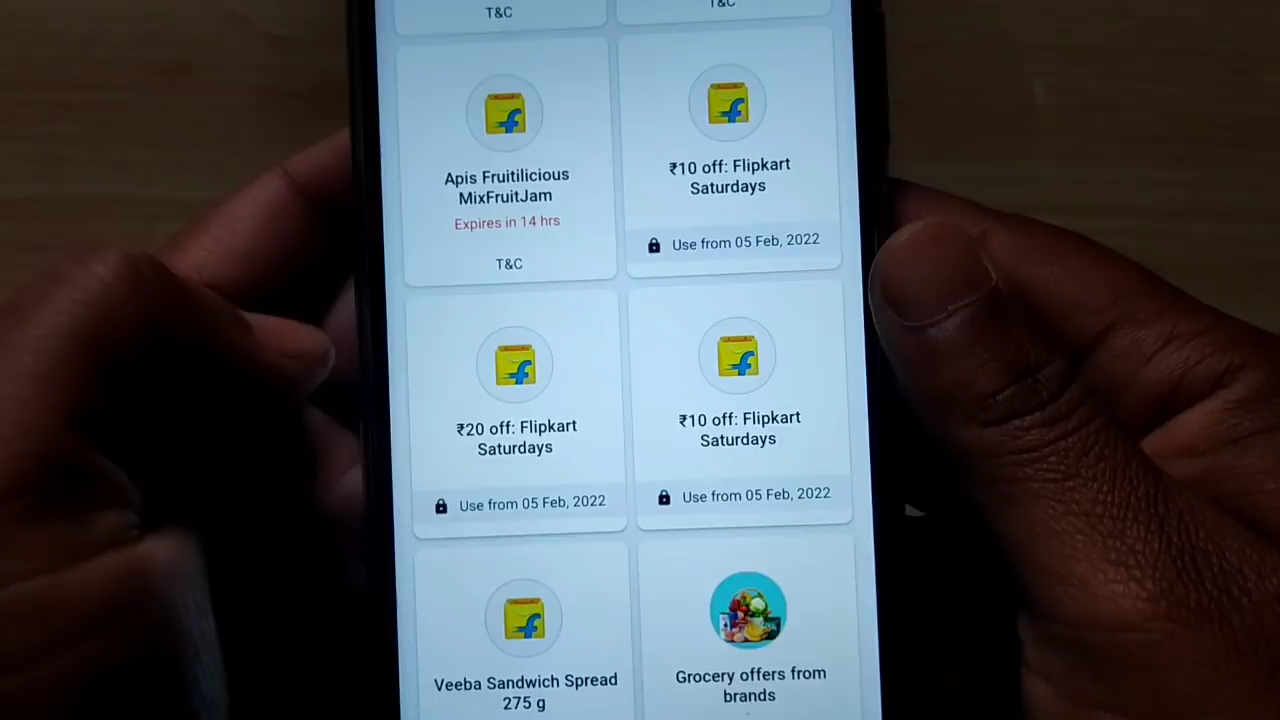 T&C
T&C
Apis Fruitilicious
MixFruitJam
Expires in 14 hrs
T&C
₹10 off: Flipkart
Saturdays
Use from 05 Feb, 2022
₹20 off: Flipkart
Saturdays
Use from 05 Feb, 2022
₹10 off: Flipkart
Saturdays
Use from 05 Feb, 2022
Veeba Sandwich Spread
275 g
Grocery offers from
brands